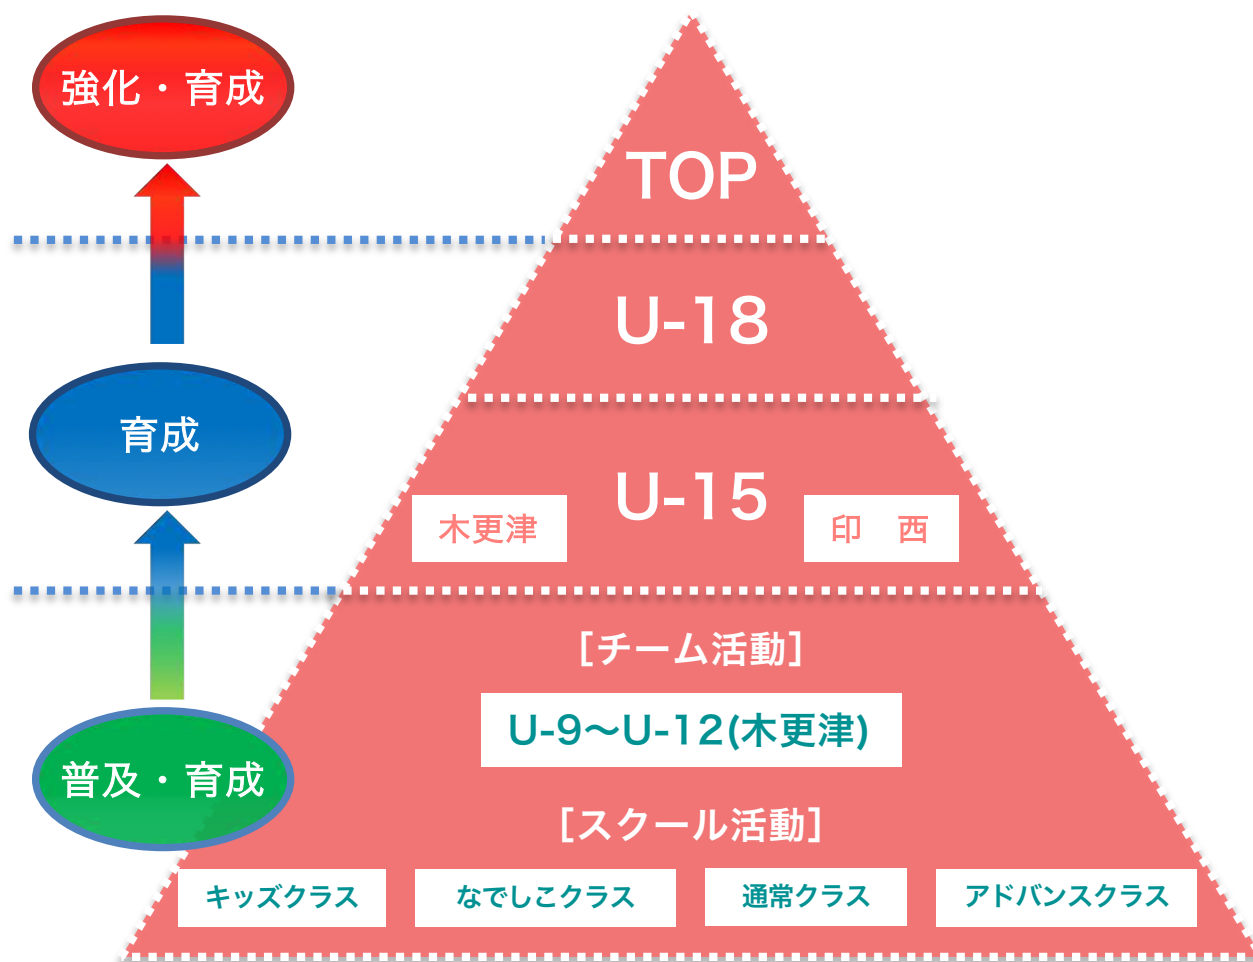 強化・育成
TOP
U-18
育成
U-15
木更津
印　西
［チーム活動］
U-9～U-12(木更津)
普及・育成
［スクール活動］
キッズクラス
なでしこクラス
通常クラス
アドバンスクラス